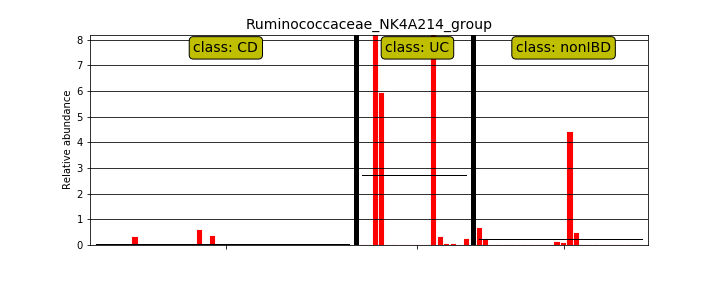 Ruminococcaceae_NK4A214_group
class: CD
class: UC
class: nonIBD
Relative abundance
8
7
6
5
4
3
2
1
0